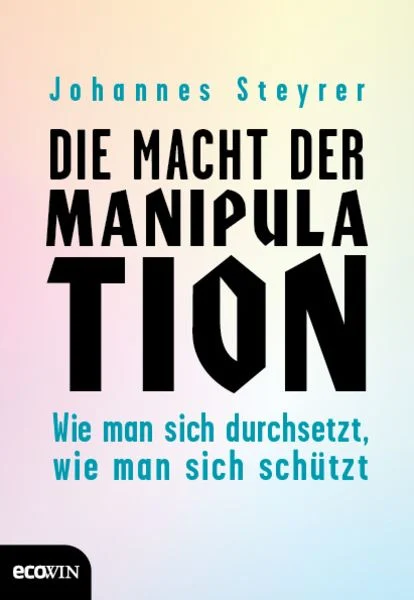 Johannes Steyrer
DIE MACHT DER
MANIPULA
TION
Wie man sich durchsetzt,
wie man sich schützt
ecoWIN